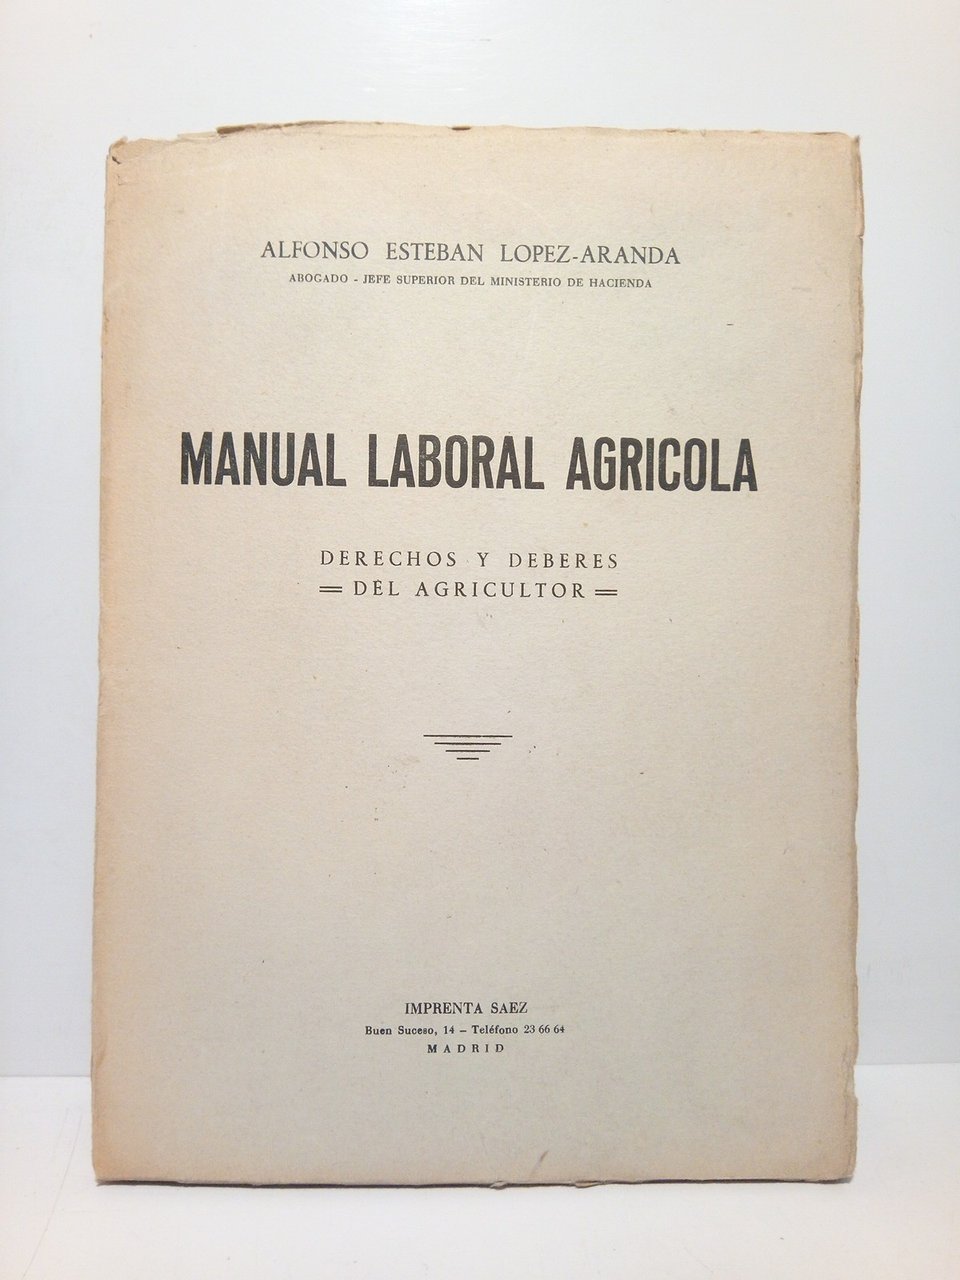 ALFONSO ESTEBAN LOPEZ-ARANDA
ABOGADO - JEFE SUPERIOR DEL MINISTERIO DE HACIENDA
MANUAL LABORAL AGRICOLA
DERECHOS Y DEBERES
= DEL AGRICULTOR =
IMPRENTA SAEZ
Buen Suceso, 14 – Teléfono 23 66 64
MADRID